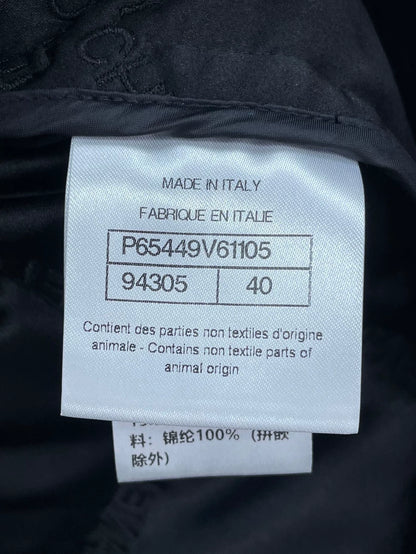 MADE IN ITALY
FABRIQUE EN ITALIE
P65449V61105
94305 40
Contient des parties non textiles d'origine
animale - Contains non textile parts of
animal origin
料: 锦纶100% (拼嵌
除外)